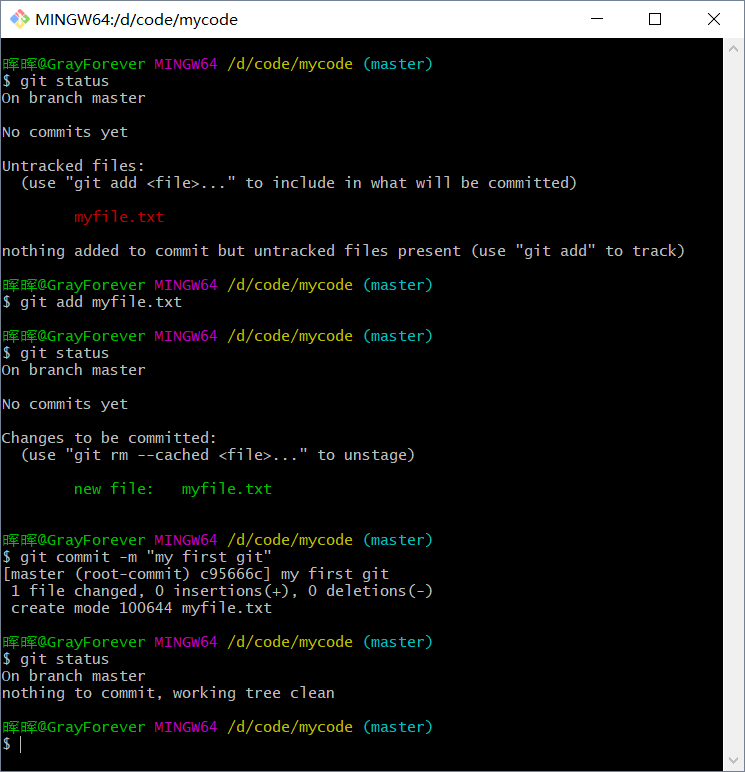 MINGW64:/d/code/mycode
晖晖@GrayForever MINGW64 /d/code/mycode (master)
$ git status
On branch master
No commits yet
Untracked files:
  (use "git add <file>..." to include in what will be committed)
        myfile.txt
nothing added to commit but untracked files present (use "git add" to track)
晖晖@GrayForever MINGW64 /d/code/mycode (master)
$ git add myfile.txt
晖晖@GrayForever MINGW64 /d/code/mycode (master)
$ git status
On branch master
No commits yet
Changes to be committed:
  (use "git rm --cached <file>..." to unstage)
        new file:   myfile.txt
晖晖@GrayForever MINGW64 /d/code/mycode (master)
$ git commit -m "my first git"
[master (root-commit) c95666c] my first git
 1 file changed, 0 insertions(+), 0 deletions(-)
 create mode 100644 myfile.txt
晖晖@GrayForever MINGW64 /d/code/mycode (master)
$ git status
On branch master
nothing to commit, working tree clean
晖晖@GrayForever MINGW64 /d/code/mycode (master)
$